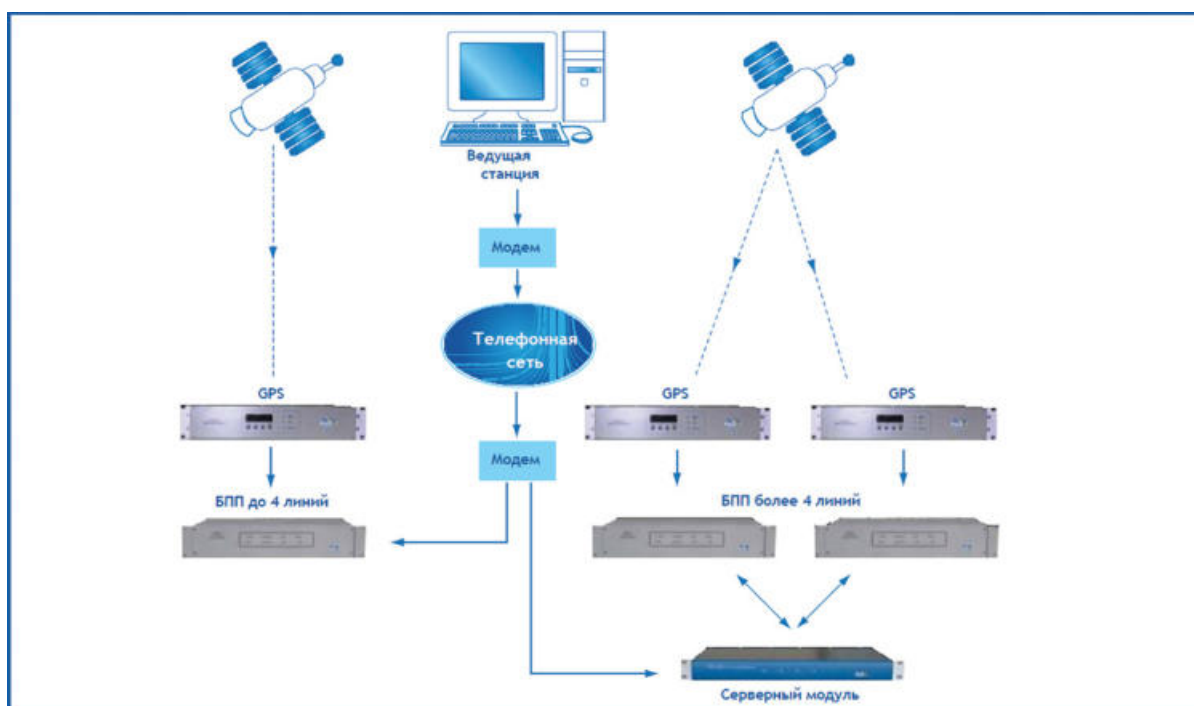 Ведущая
станция
Модем
Телефонная
сеть
GPS
GPS
GPS
Модем
БПП до 4 линий
БПП более 4 линий
Серверный модуль